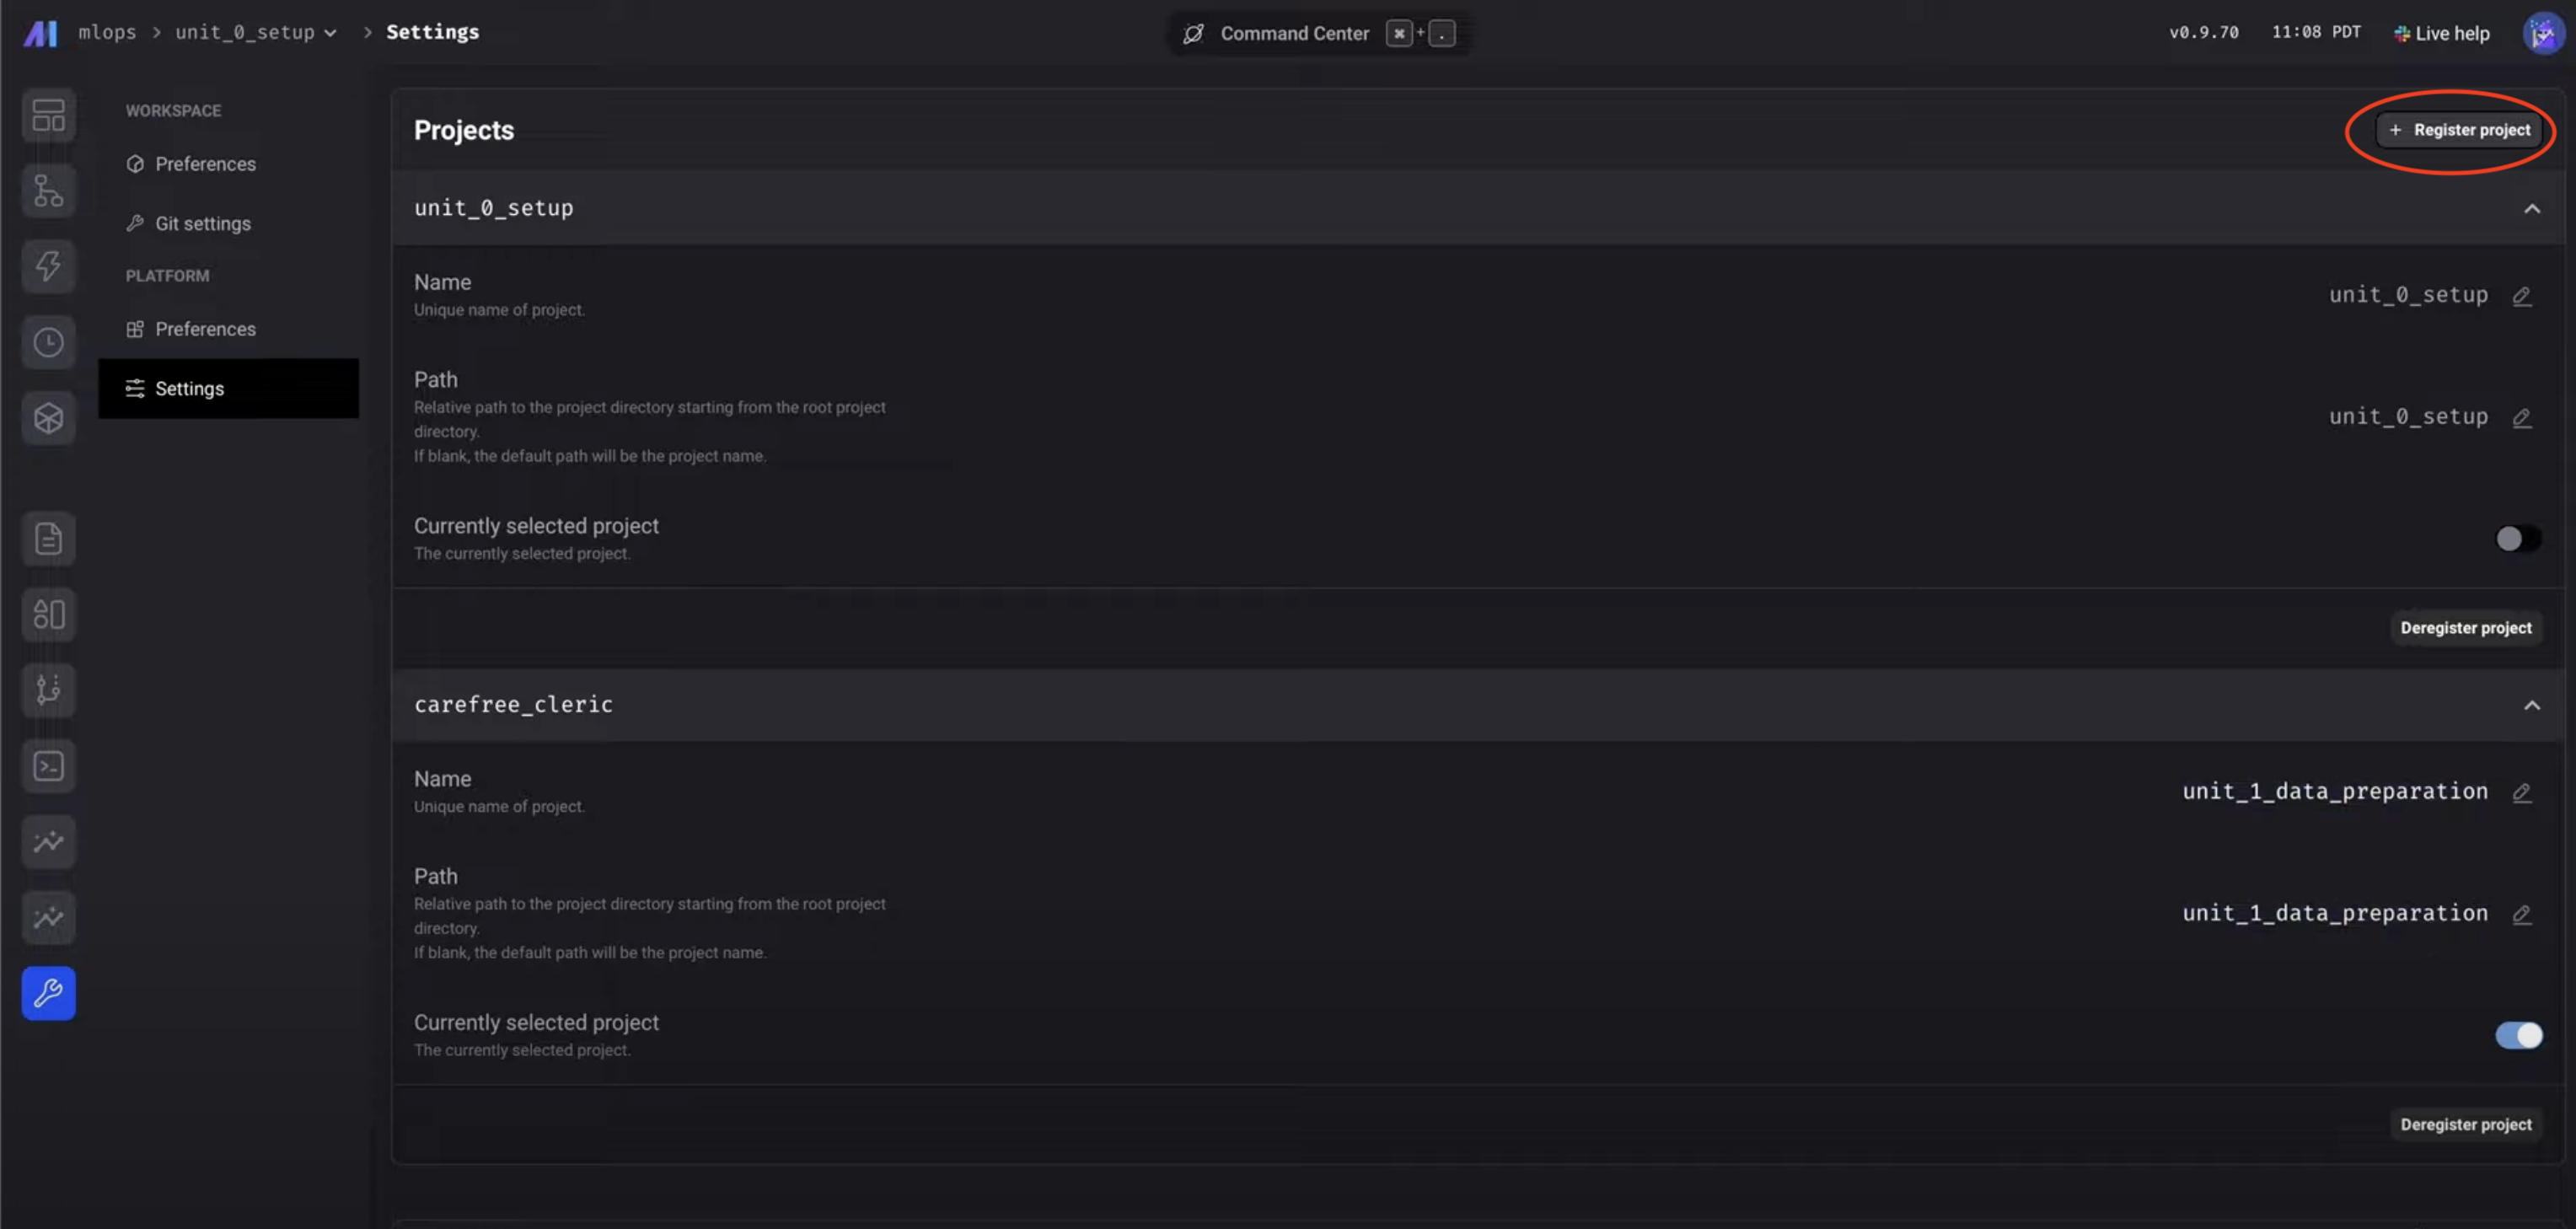 mlops > unit_0_setup > Settings
Command Center ⌘ + .
v0.9.70 11:08 PDT Live help
WORKSPACE
Preferences
Git settings
PLATFORM
Preferences
Settings
Projects
+ Register project
unit_0_setup
Name
Unique name of project.
unit_0_setup
Path
Relative path to the project directory starting from the root project
directory.
If blank, the default path will be the project name.
unit_0_setup
Currently selected project
The currently selected project.
Deregister project
carefree_cleric
Name
Unique name of project.
unit_1_data_preparation
Path
Relative path to the project directory starting from the root project
directory.
If blank, the default path will be the project name.
unit_1_data_preparation
Currently selected project
The currently selected project.
Deregister project